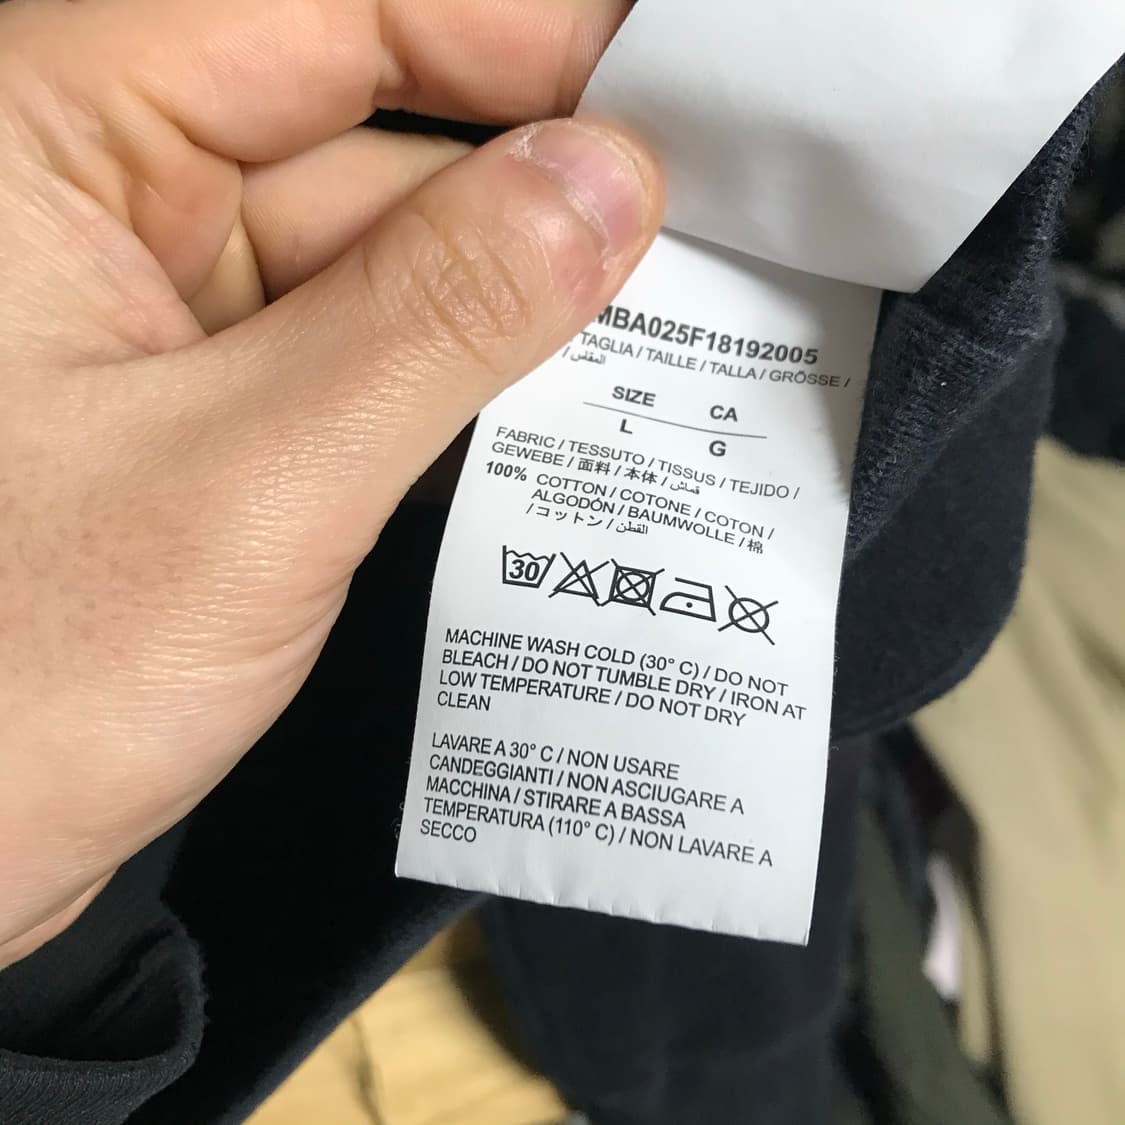 MBA025F18192005
TAGLIA / TAILLE / TALLA / GRÖSSE /
/ المقاس
SIZE CA
L G
FABRIC / TESSUTO / TISSUS / TEJIDO /
GEWEBE / 面料 / 本体 / قماش
100% COTTON / COTONE / COTON /
ALGODÓN / BAUMWOLLE / 棉
/ コットン / القطن
30
MACHINE WASH COLD (30° C) / DO NOT
BLEACH / DO NOT TUMBLE DRY / IRON AT
LOW TEMPERATURE / DO NOT DRY
CLEAN
LAVARE A 30° C / NON USARE
CANDEGGIANTI / NON ASCIUGARE A
MACCHINA / STIRARE A BASSA
TEMPERATURA (110° C) / NON LAVARE A
SECCO